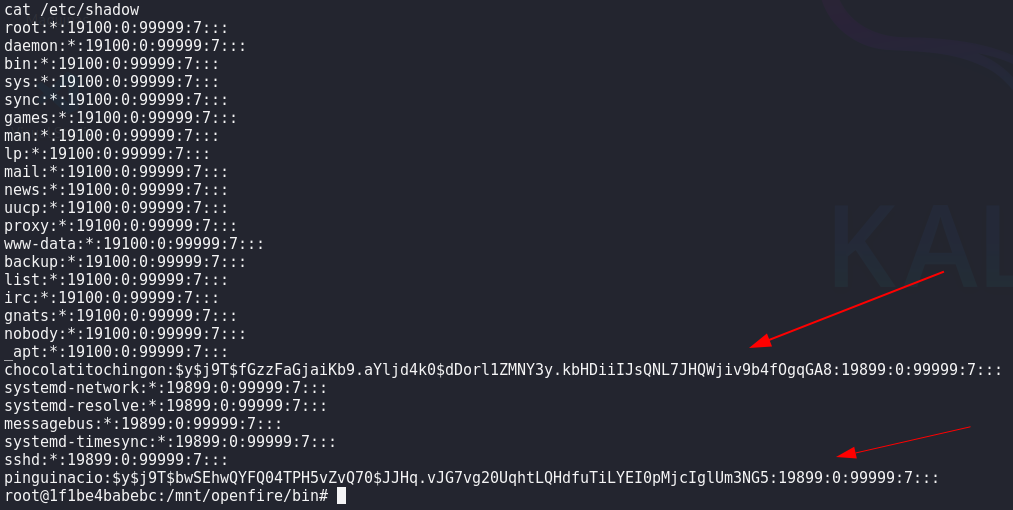 cat /etc/shadow
root:*:19100:0:99999:7:::
daemon:*:19100:0:99999:7:::
bin:*:19100:0:99999:7:::
sys:*:19100:0:99999:7:::
sync:*:19100:0:99999:7:::
games:*:19100:0:99999:7:::
man:*:19100:0:99999:7:::
lp:*:19100:0:99999:7:::
mail:*:19100:0:99999:7:::
news:*:19100:0:99999:7:::
uucp:*:19100:0:99999:7:::
proxy:*:19100:0:99999:7:::
www-data:*:19100:0:99999:7:::
backup:*:19100:0:99999:7:::
list:*:19100:0:99999:7:::
irc:*:19100:0:99999:7:::
gnats:*:19100:0:99999:7:::
nobody:*:19100:0:99999:7:::
_apt:*:19100:0:99999:7:::
chocolatitochingon:$y$j9T$fGzzFaGjaiKb9.aYljd4k0$dDorl1ZMNY3y.kbHDiiIJsQNL7JHQWjiv9b4fOgqGA8:19899:0:99999:7:::
systemd-network:*:19899:0:99999:7:::
systemd-resolve:*:19899:0:99999:7:::
messagebus:*:19899:0:99999:7:::
systemd-timesync:*:19899:0:99999:7:::
sshd:*:19899:0:99999:7:::
pinguinacio:$y$j9T$bwSEhwQYFQ04TPH5vZvQ70$JJHq.vJG7vg20UqhtLQHdfuTiLYEI0pMjcIglUm3NG5:19899:0:99999:7:::
root@1f1be4babebc:/mnt/openfire/bin#
KAL